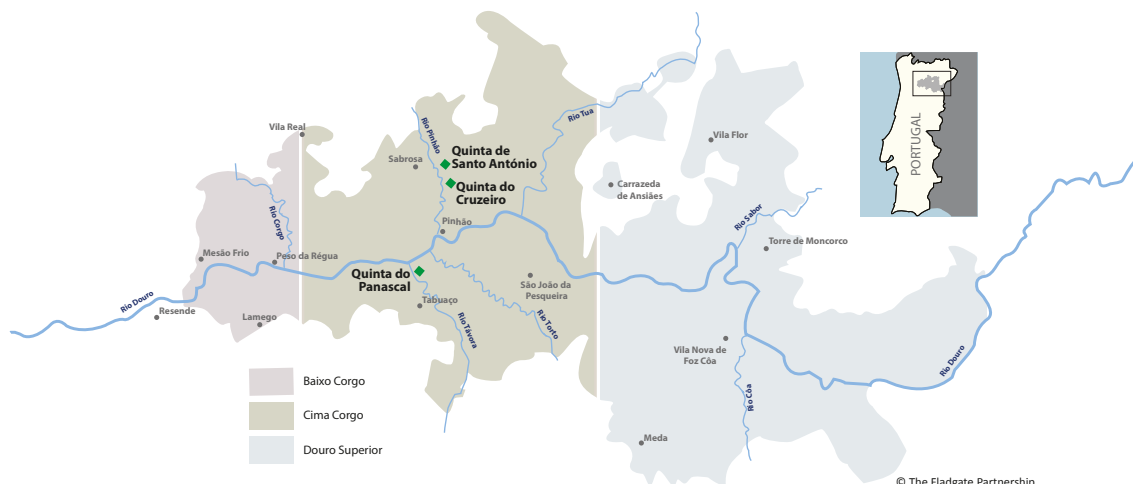 Vila Real
Rio Pinhão
Rio Tua
Vila Flor
PORTUGAL
Sabrosa
Quinta de
Santo António
Quinta do
Cruzeiro
Carrazeda
de Ansiães
Rio Corgo
Rio Sabor
Pinhão
Mesão Frio
Peso da Régua
Torre de Moncorco
Quinta do
Panascal
São João da
Pesqueira
Tabuaço
Rio Douro
Resende
Lamego
Rio Távora
Rio Torto
Vila Nova de
Foz Côa
Rio Douro
Rio Côa
Baixo Corgo
Cima Corgo
Douro Superior
Meda
© The Fladgate Partnership